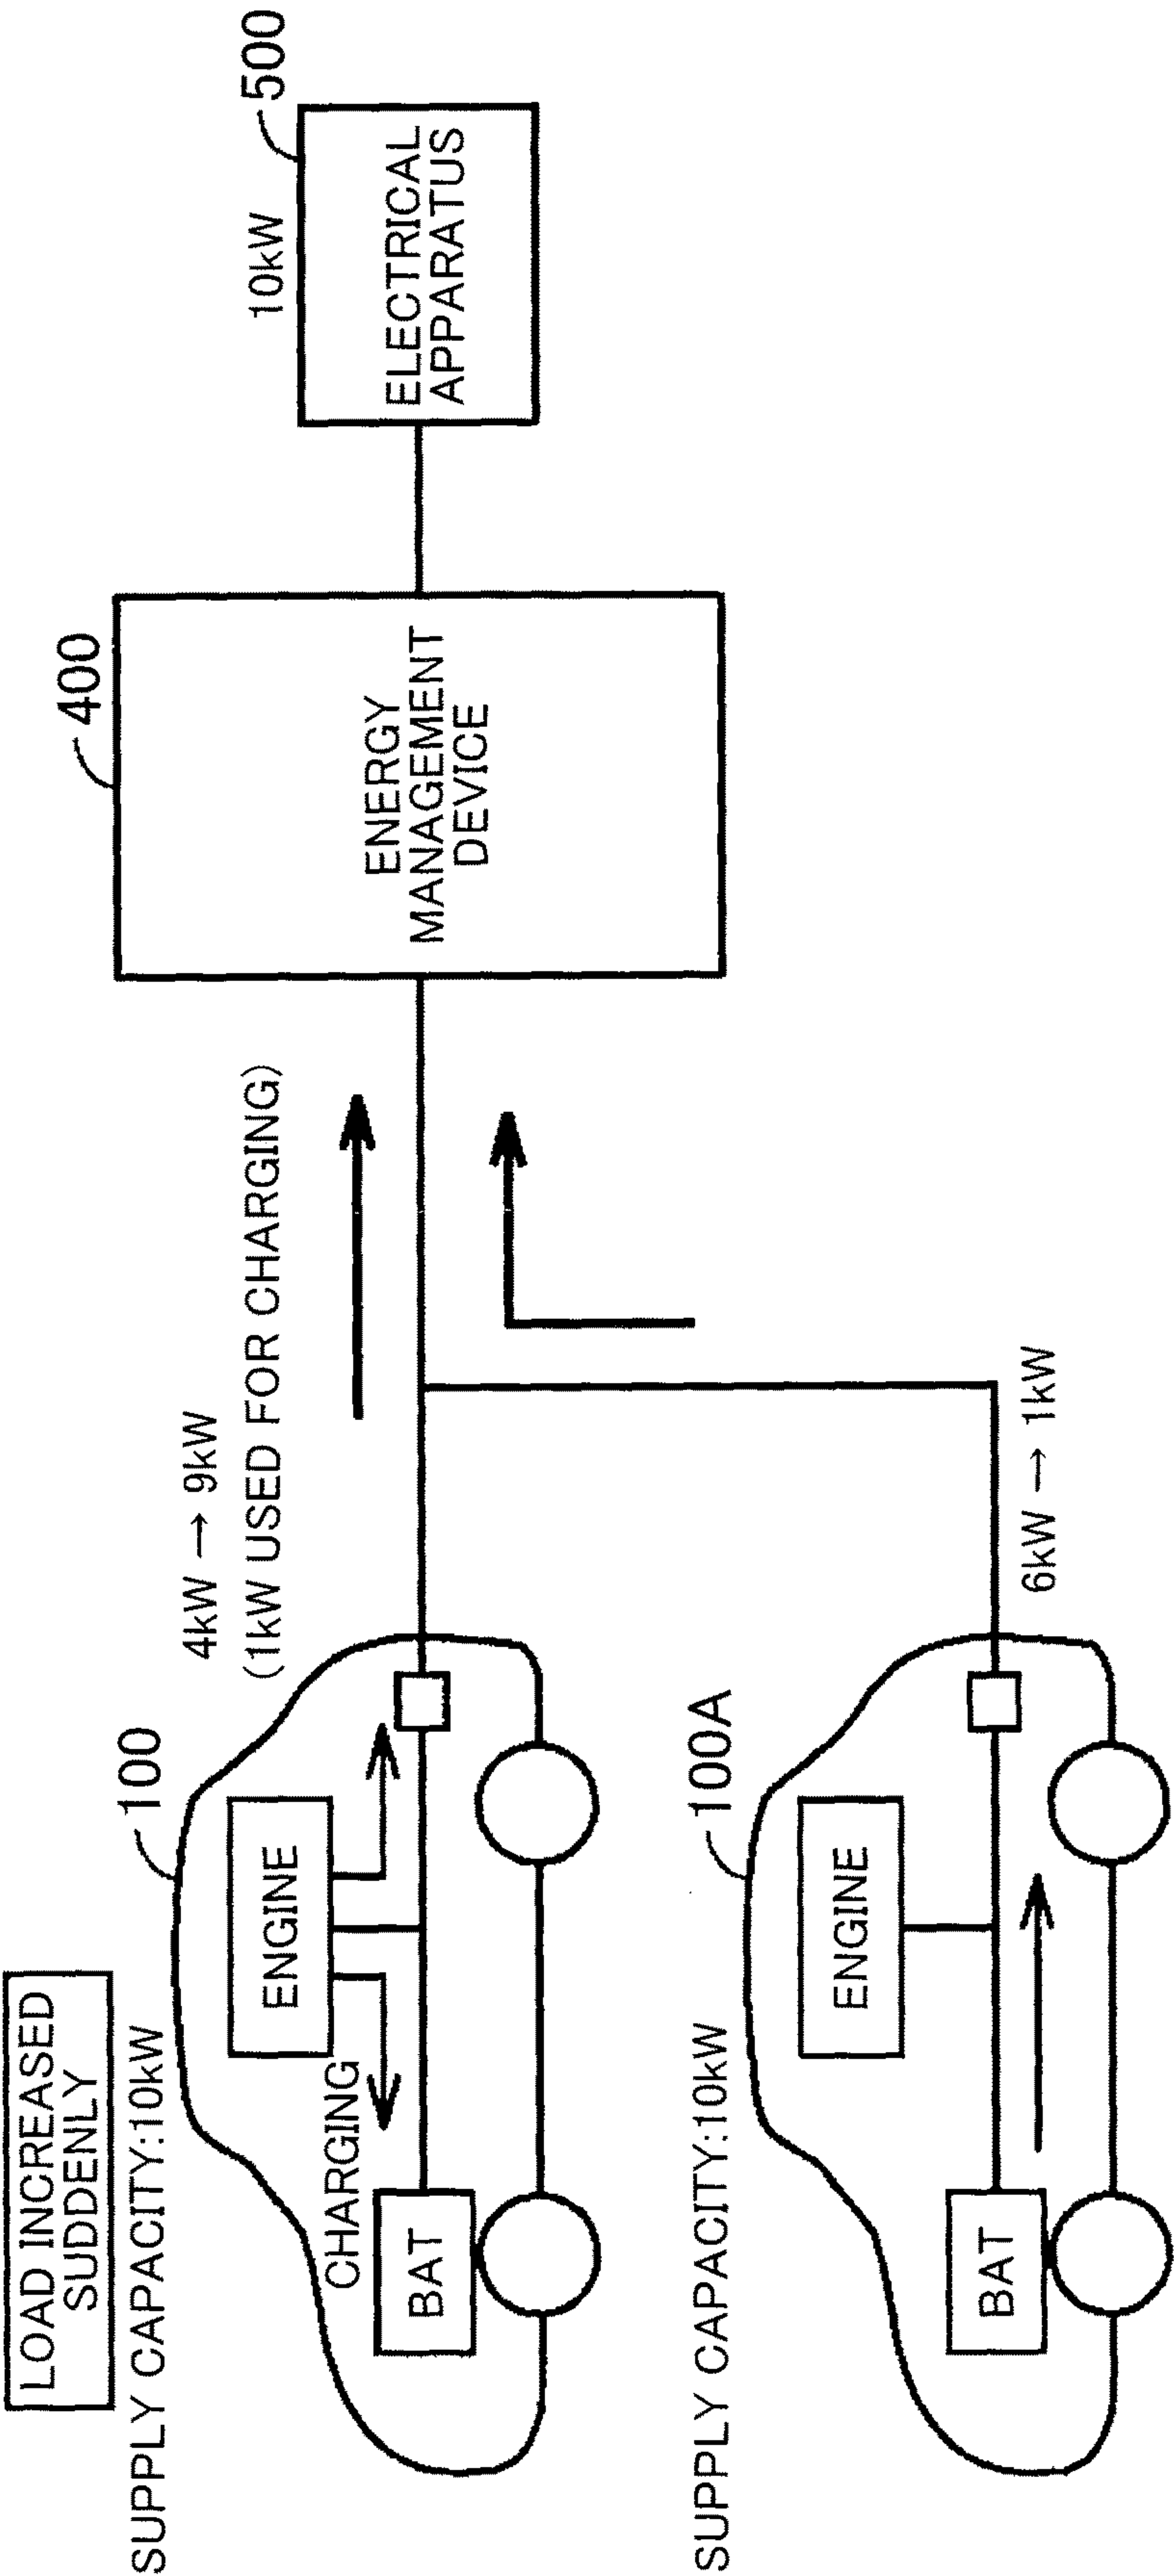 LOAD INCREASED
SUDDENLY
SUPPLY CAPACITY:10kW
100
4kW → 9kW
(1kW USED FOR CHARGING)
ENGINE
CHARGING
BAT
400
ENERGY
MANAGEMENT
DEVICE
500
10kW
ELECTRICAL
APPARATUS
SUPPLY CAPACITY:10kW
100A
ENGINE
BAT
6kW → 1kW